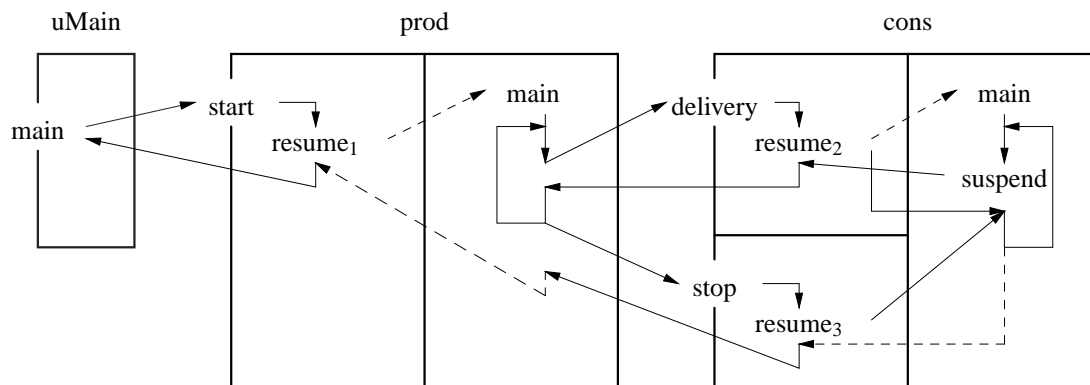 uMain
prod
cons
main
start
resume₁
main
delivery
resume₂
main
suspend
stop
resume₃